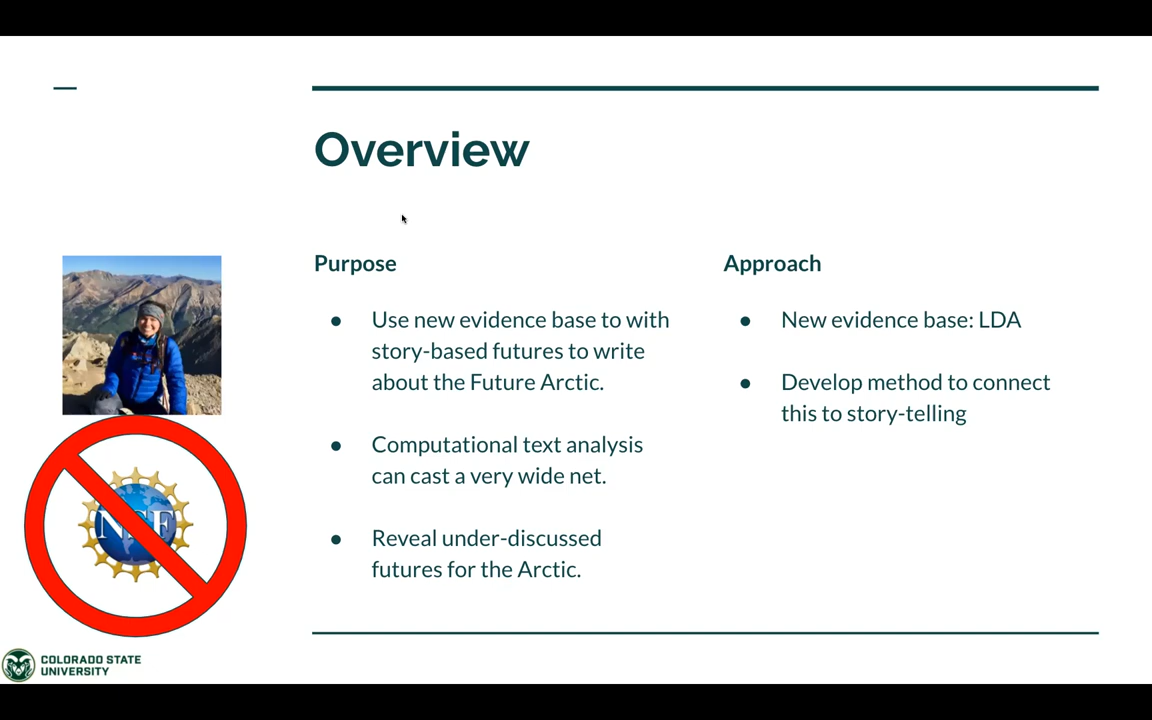 Overview
Purpose
Use new evidence base to with
story-based futures to write
about the Future Arctic.
Computational text analysis
can cast a very wide net.
Reveal under-discussed
futures for the Arctic.
Approach
New evidence base: LDA
Develop method to connect
this to story-telling
NSF
COLORADO STATE
UNIVERSITY